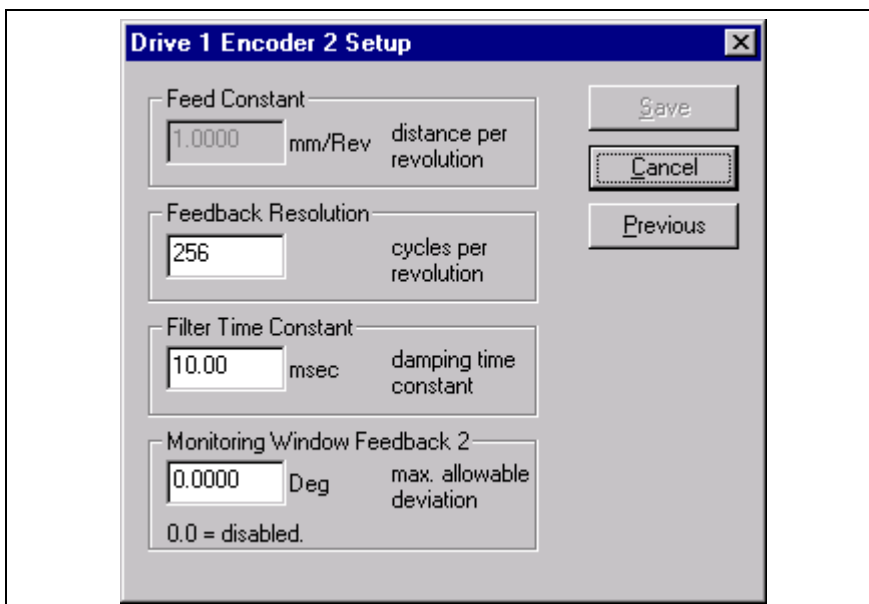 Drive 1 Encoder 2 Setup
Feed Constant
1.0000 mm/Rev distance per
revolution
Save
Cancel
Previous
Feedback Resolution
256 cycles per
revolution
Filter Time Constant
10.00 msec damping time
constant
Monitoring Window Feedback 2
0.0000 Deg max. allowable
deviation
0.0 = disabled.